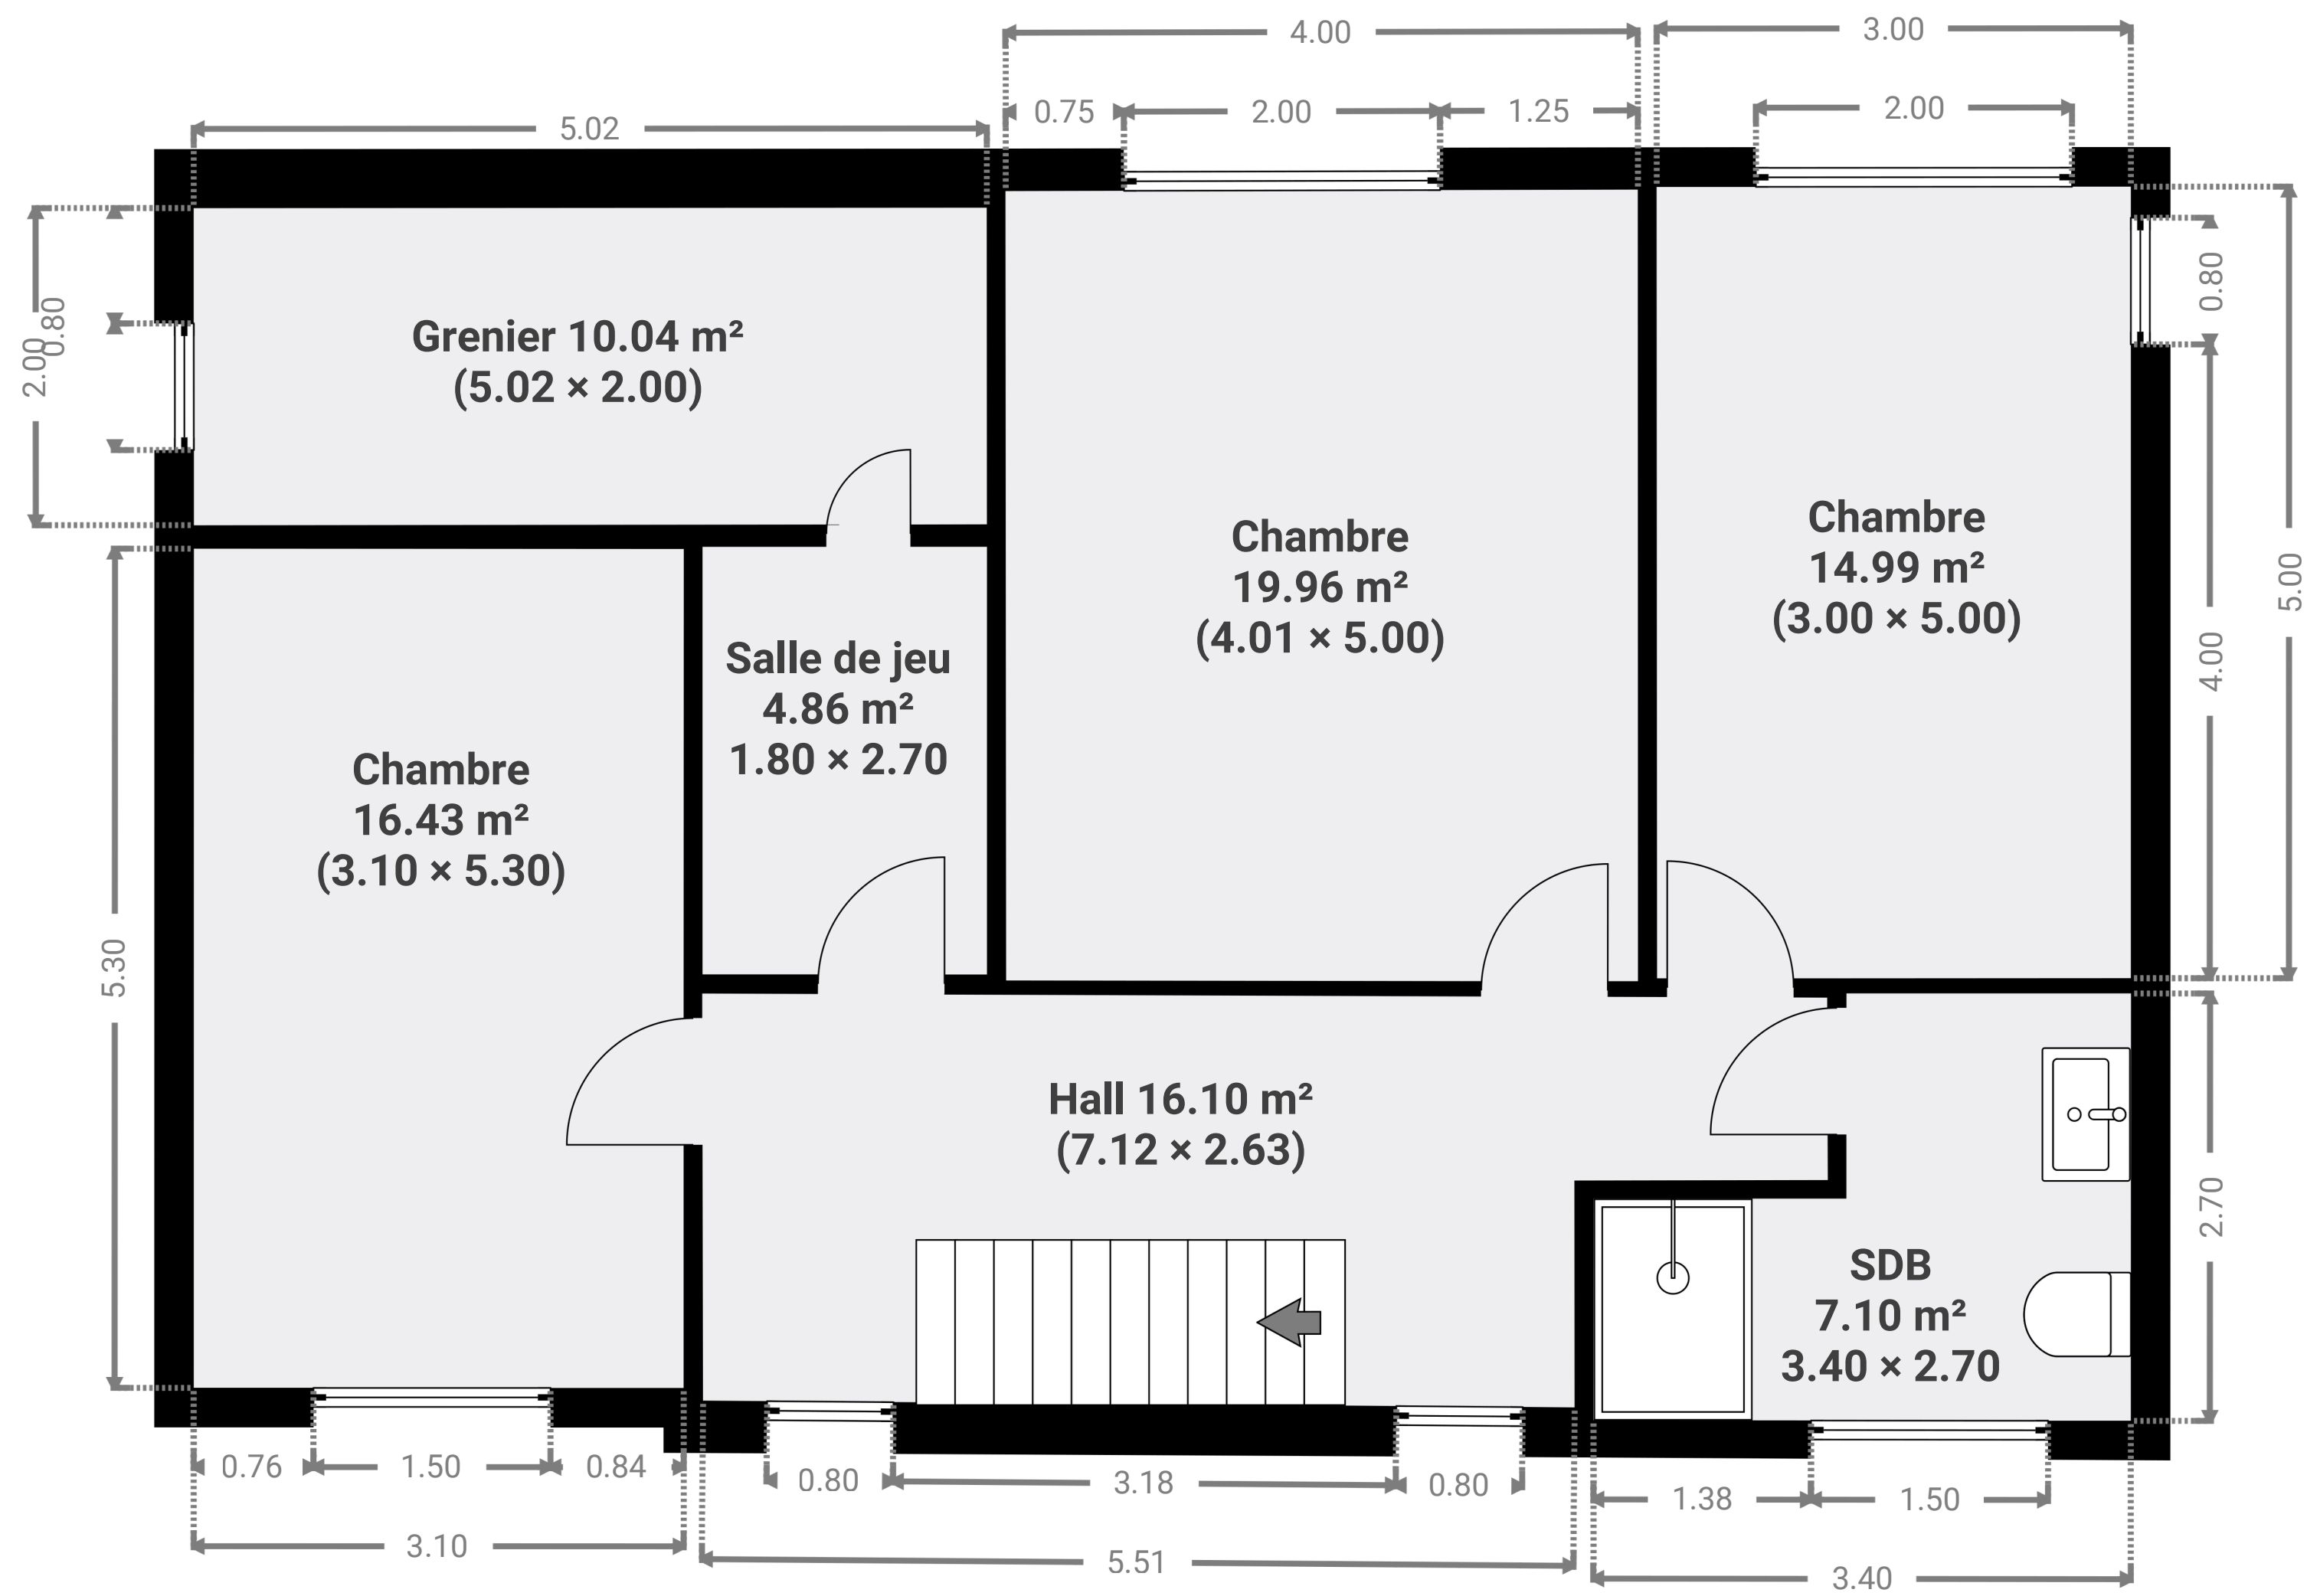 4.00
3.00
0.75
2.00
1.25
2.00
5.02
0.80
2.00
0.80
Grenier 10.04 m²
(5.02 × 2.00)
Chambre
19.96 m²
(4.01 × 5.00)
Chambre
14.99 m²
(3.00 × 5.00)
5.00
4.00
Salle de jeu
4.86 m²
1.80 × 2.70
Chambre
16.43 m²
(3.10 × 5.30)
5.30
Hall 16.10 m²
(7.12 × 2.63)
2.70
SDB
7.10 m²
3.40 × 2.70
0.76
1.50
0.84
0.80
3.18
0.80
1.38
1.50
3.10
5.51
3.40